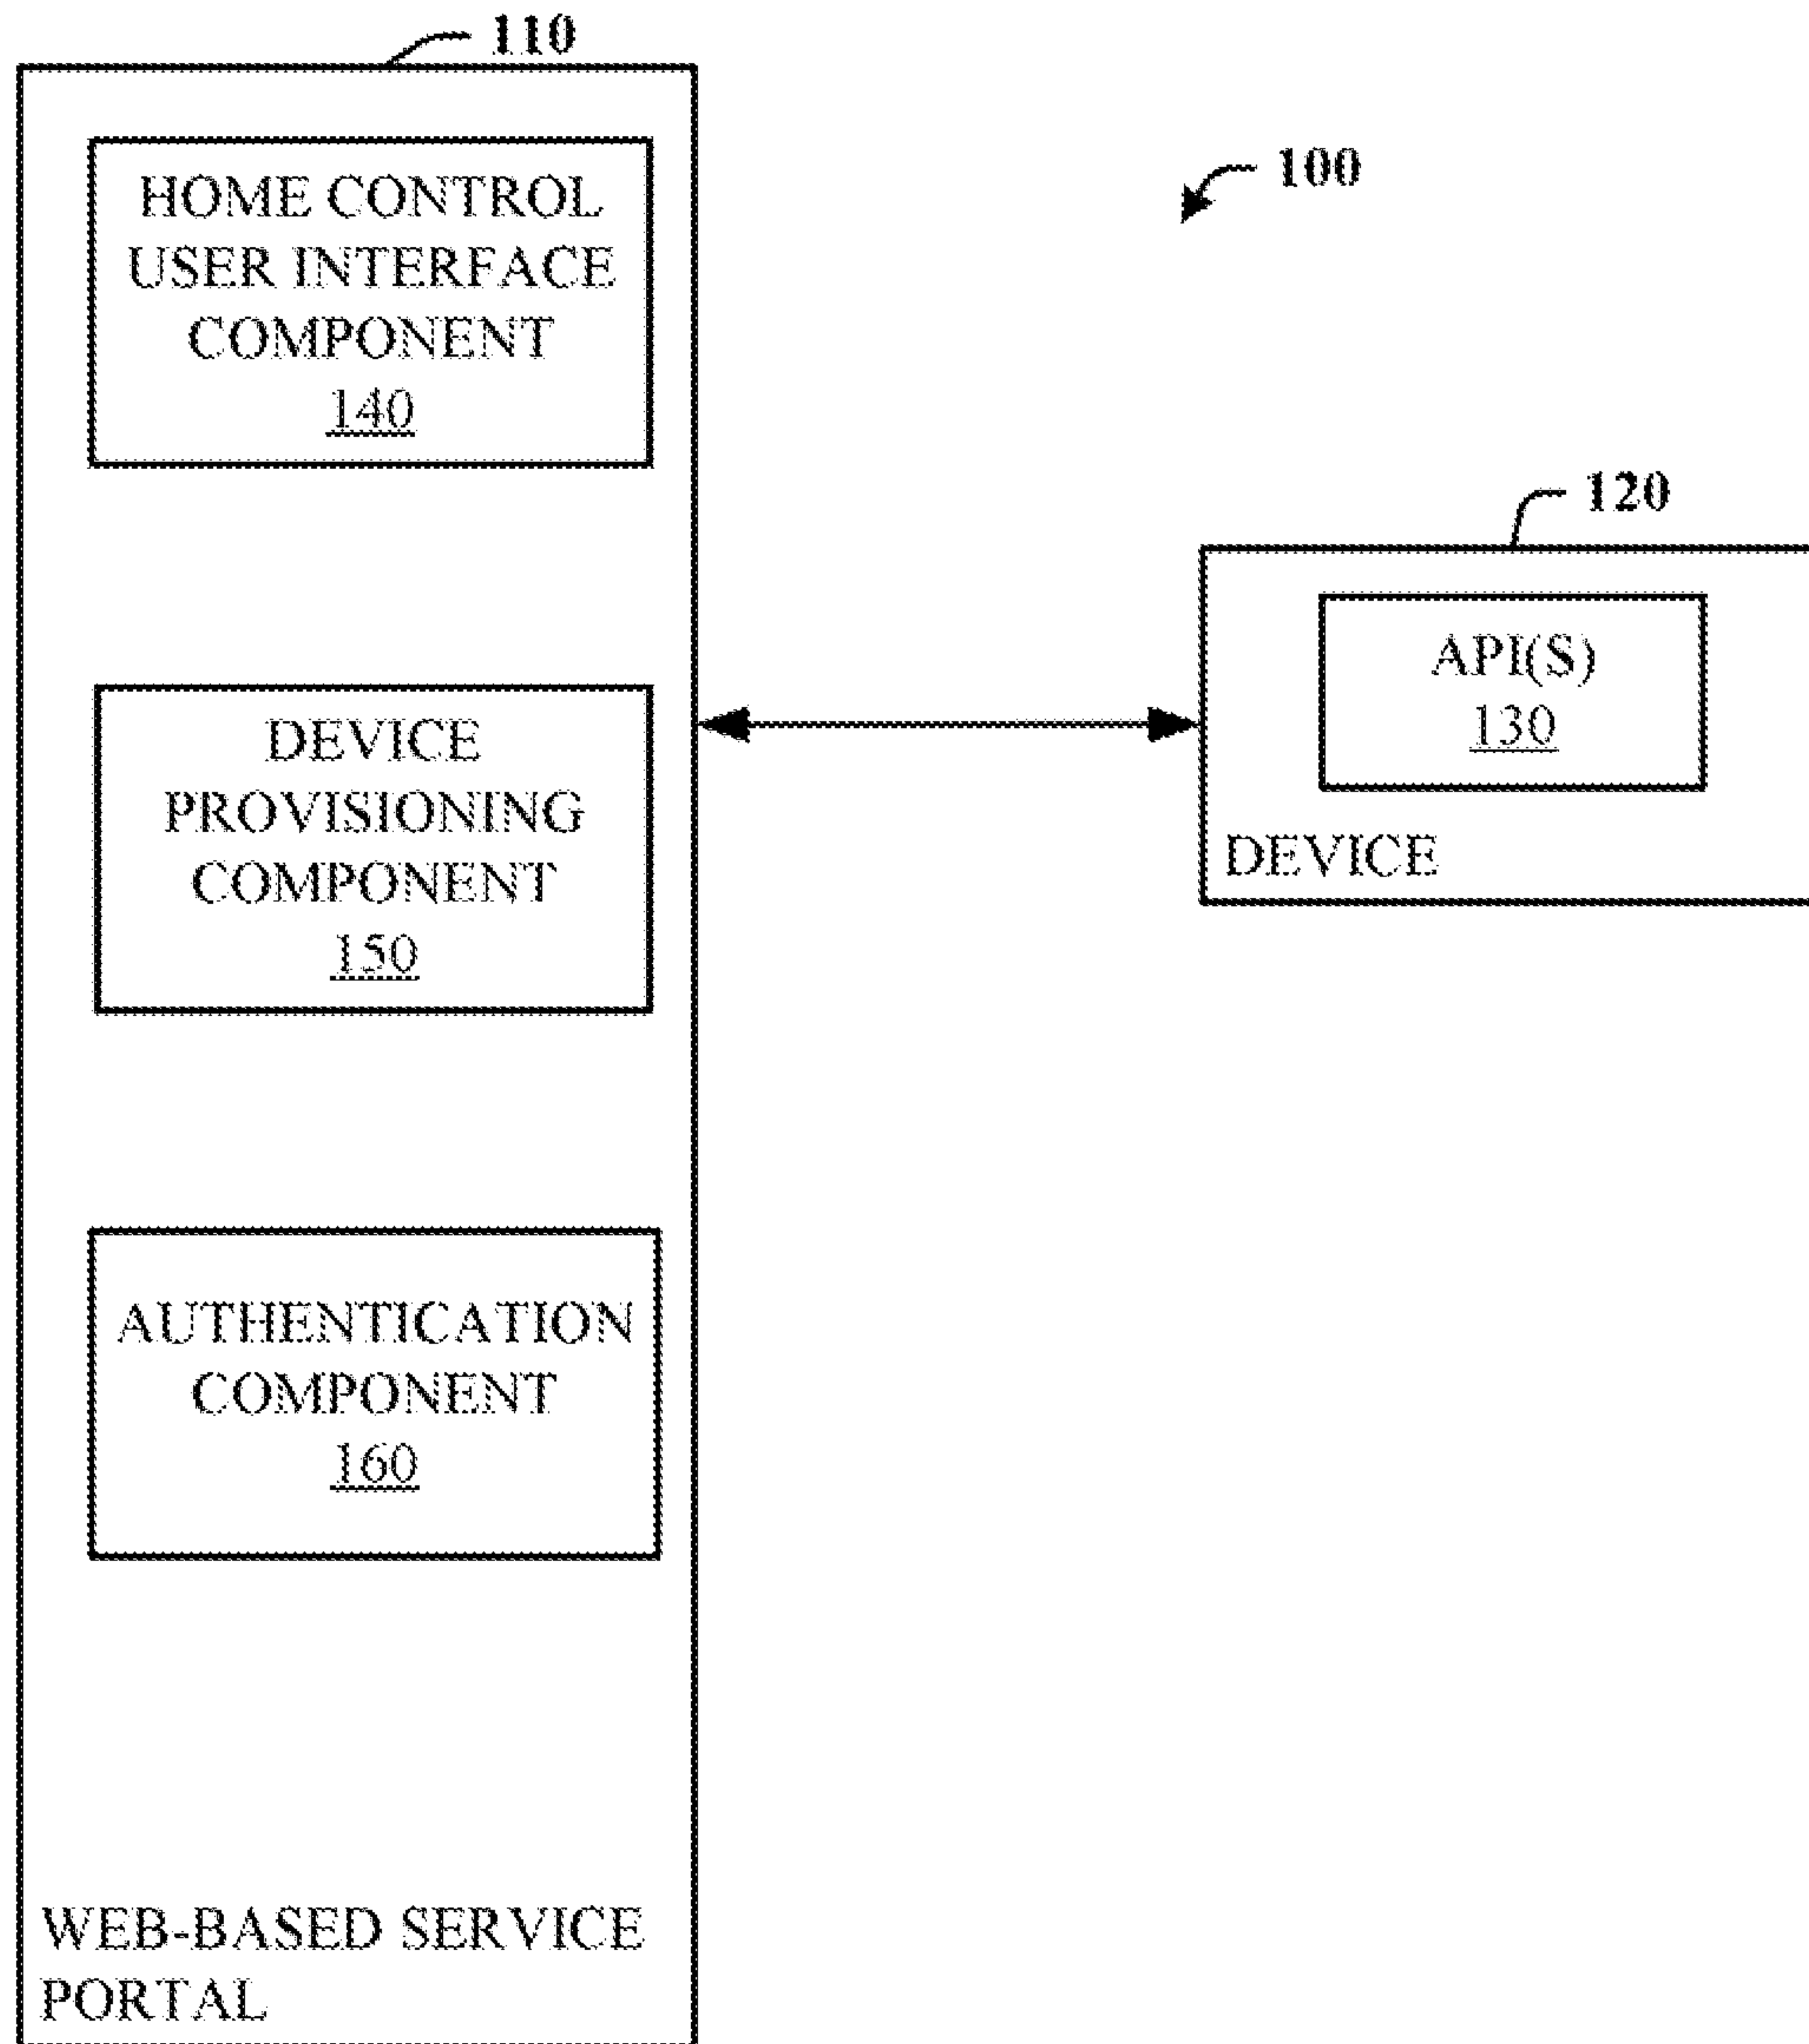 110
HOME CONTROL
USER INTERFACE
COMPONENT
140
100
120
API(S)
130
DEVICE
DEVICE
PROVISIONING
COMPONENT
150
AUTHENTICATION
COMPONENT
160
WEB-BASED SERVICE
PORTAL